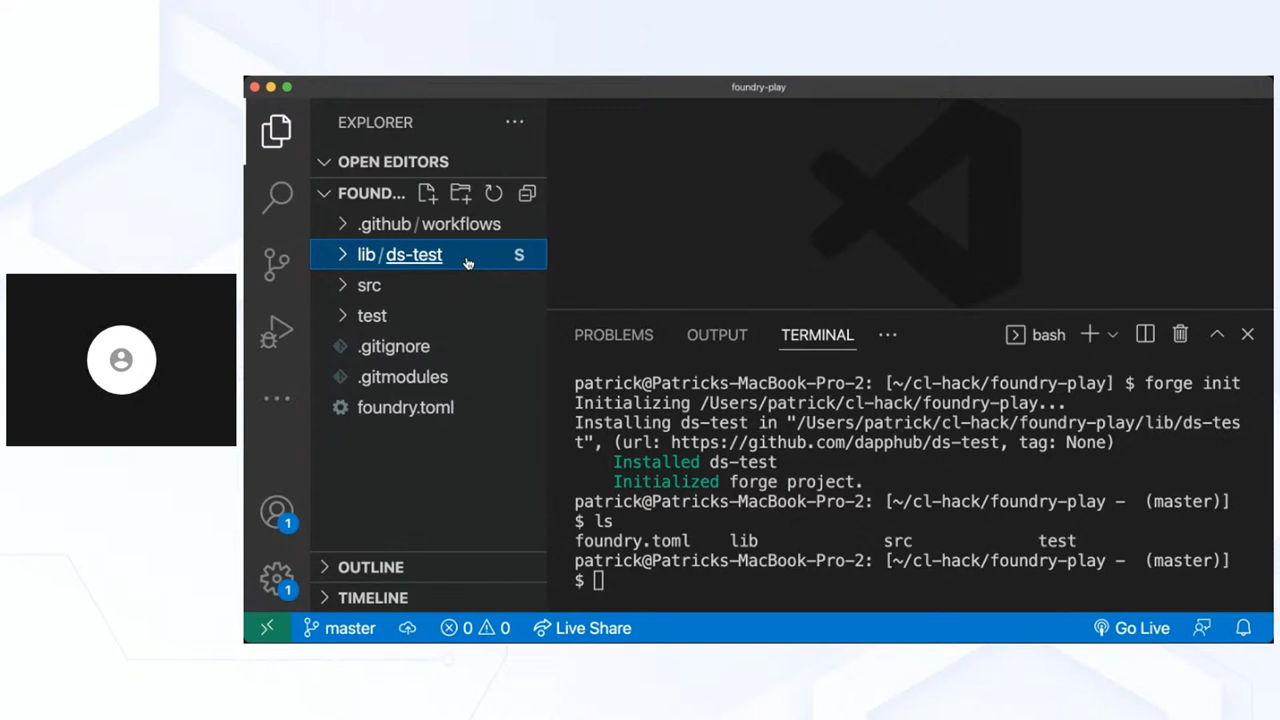 foundry-play
EXPLORER
OPEN EDITORS
FOUND...
.github/workflows
lib/ds-test S
src
test
.gitignore
.gitmodules
foundry.toml
OUTLINE
TIMELINE
1
1
PROBLEMS OUTPUT TERMINAL ... bash
patrick@Patricks-MacBook-Pro-2: [~/cl-hack/foundry-play] $ forge init
Initializing /Users/patrick/cl-hack/foundry-play...
Installing ds-test in "/Users/patrick/cl-hack/foundry-play/lib/ds-tes
t", (url: https://github.com/dapphub/ds-test, tag: None)
Installed ds-test
Initialized forge project.
patrick@Patricks-MacBook-Pro-2: [~/cl-hack/foundry-play - (master)]
$ ls
foundry.toml lib src test
patrick@Patricks-MacBook-Pro-2: [~/cl-hack/foundry-play - (master)]
$
master 0 0 Live Share Go Live